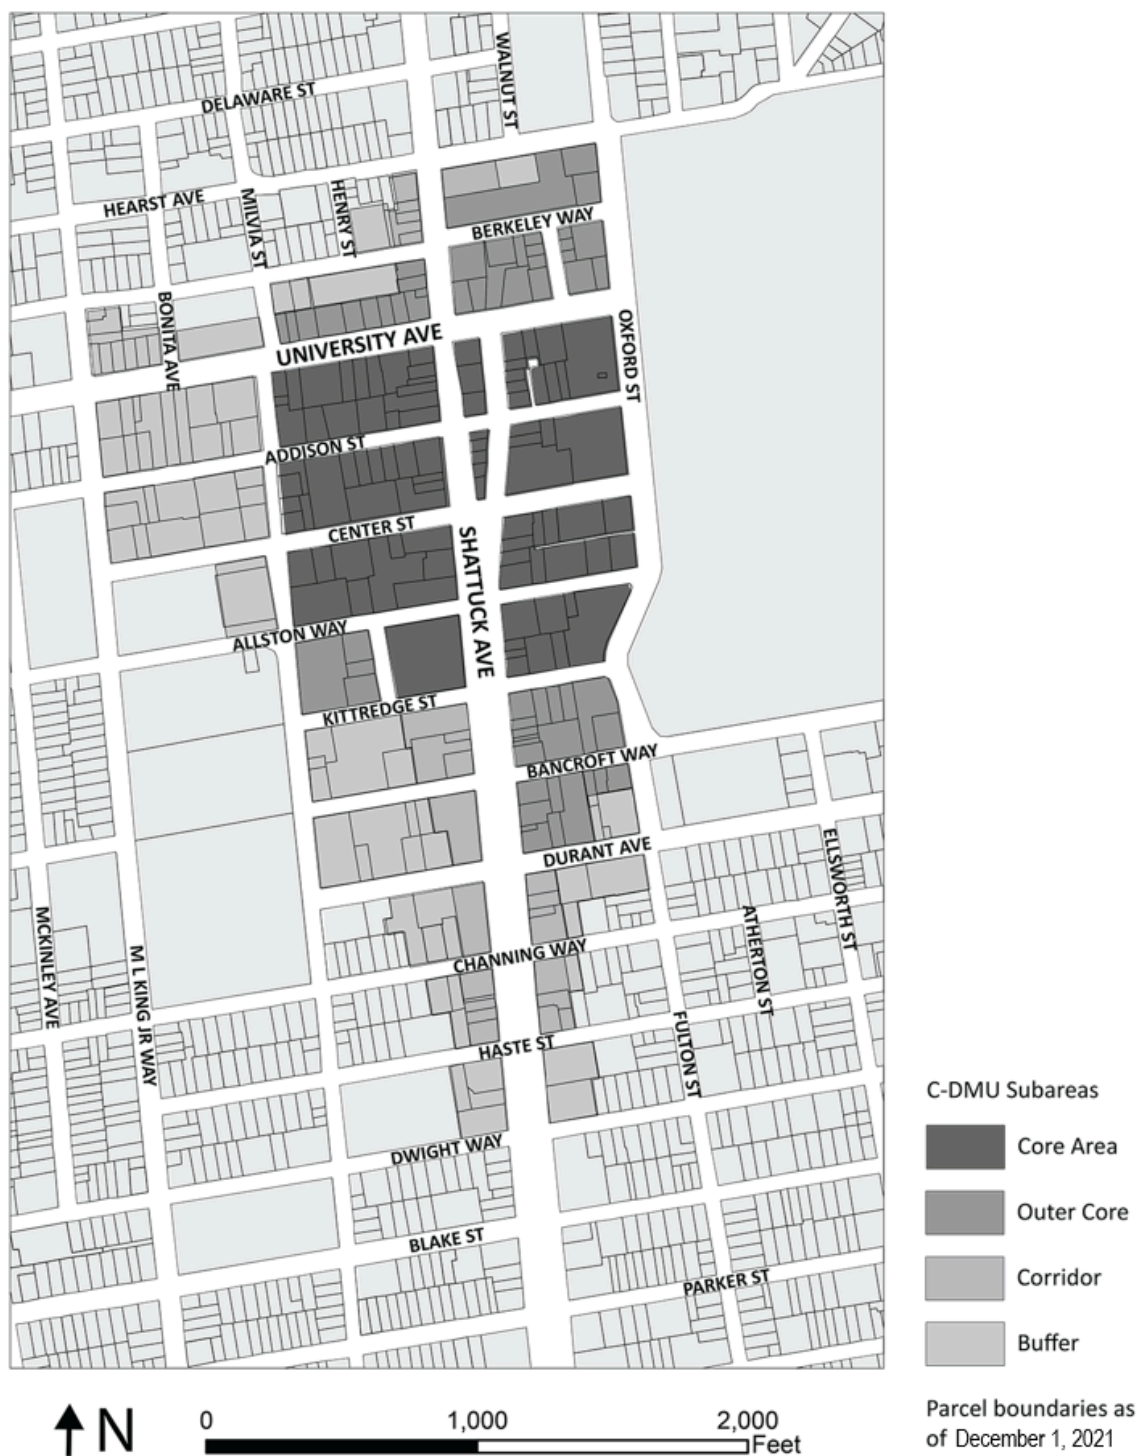 WALNUT ST
DELAWARE ST
HEARST AVE
MILVIA ST
HENRY ST
BERKELEY WAY
BONITA AVE
UNIVERSITY AVE
OXFORD ST
ADDISON ST
CENTER ST
SHATTUCK AVE
ALLSTON WAY
KITTREDGE ST
BANCROFT WAY
DURANT AVE
ELLSWORTH ST
MCKINLEY AVE
M L KING JR WAY
ATHERTON ST
CHANNING WAY
FULTON ST
HASTE ST
DWIGHT WAY
BLAKE ST
PARKER ST
C-DMU Subareas
Core Area
Outer Core
Corridor
Buffer
Parcel boundaries as
of December 1, 2021
N
0 1,000 2,000
Feet